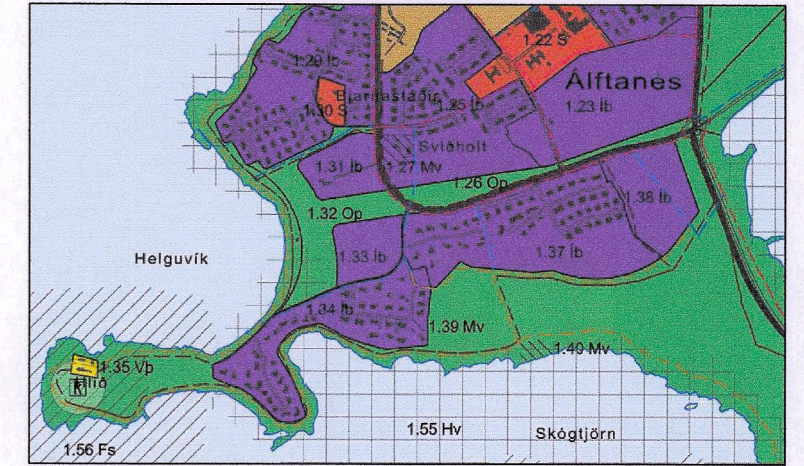 1.22 S
1.29 Íb
Álftanes
1.30 S
Bjarnastaðir
1.25 Íb
1.23 Íb
Sviðholt
1.31 Íb
1.27 Mv
1.26 Op
1.38 Íb
1.32 Op
1.33 Íb
1.37 Íb
Helguvík
1.34 Íb
1.39 Mv
1.40 Mv
1.35 Vþ
Hlið
1.55 Hv
Skógtjörn
1.56 Fs